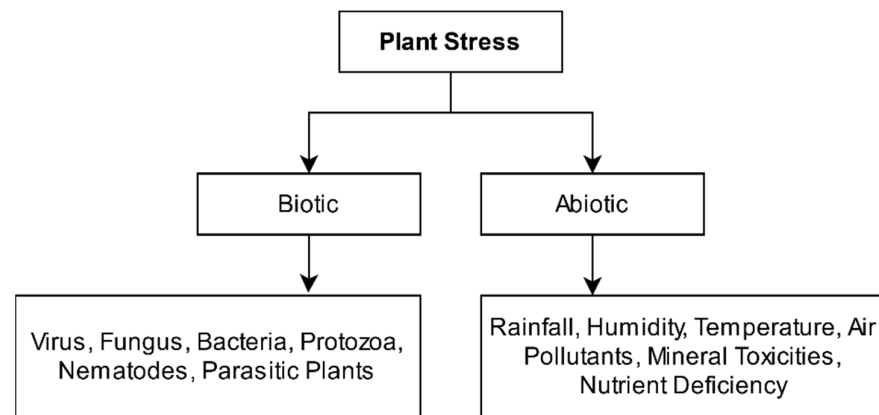 Plant Stress
Biotic
Abiotic
Virus, Fungus, Bacteria, Protozoa,
Nematodes, Parasitic Plants
Rainfall, Humidity, Temperature, Air
Pollutants, Mineral Toxicities,
Nutrient Deficiency